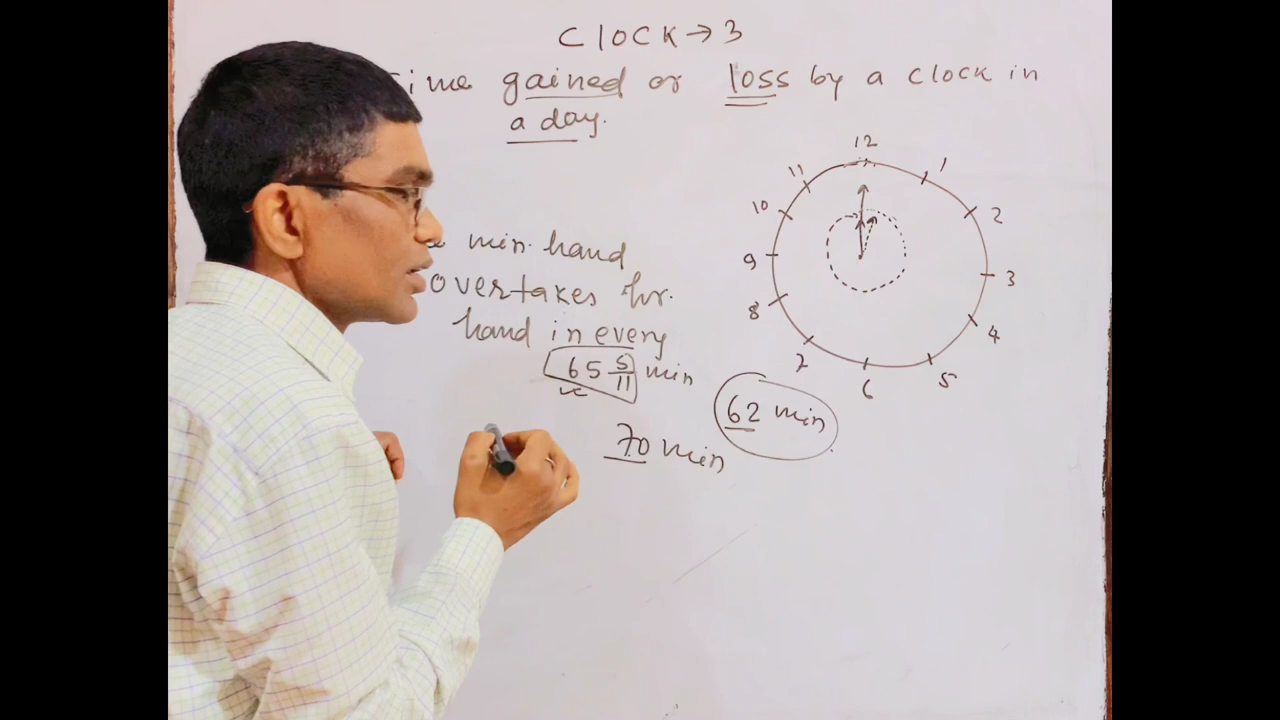 CLOCK → 3
gained or loss by a clock in
a day.
min. hand
overtakes hr.
hand in every
65 5/11 min
62 min
70 min
12
1
2
3
4
5
6
7
8
9
10
11